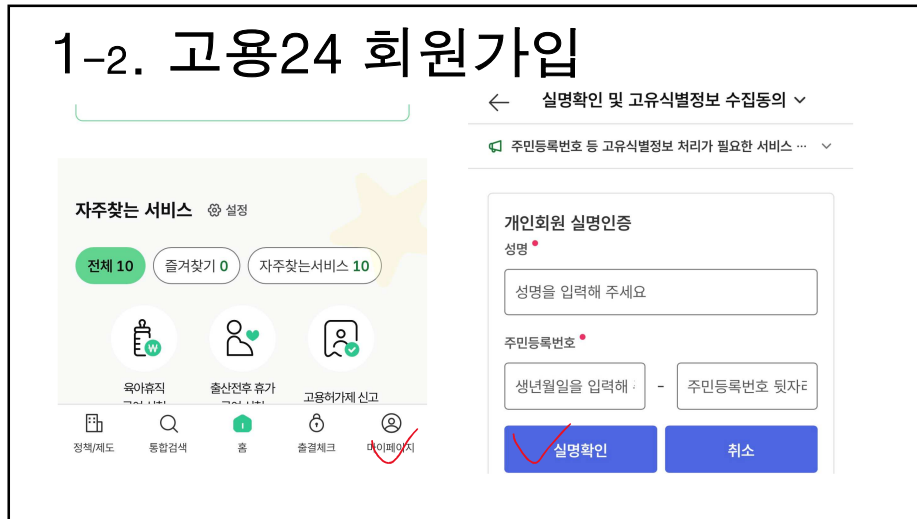 1-2. 고용24 회원가입
자주찾는 서비스 설정
전체 10 즐겨찾기 0 자주찾는서비스 10
육아휴직 출산전후 휴가 고용허가제 신고
정책/제도 통합검색 홈 출결체크 마이페이지
실명확인 및 고유식별정보 수집동의
주민등록번호 등 고유식별정보 처리가 필요한 서비스 ···
개인회원 실명인증
성명
성명을 입력해 주세요
주민등록번호
생년월일을 입력해 - 주민등록번호
실명확인 취소